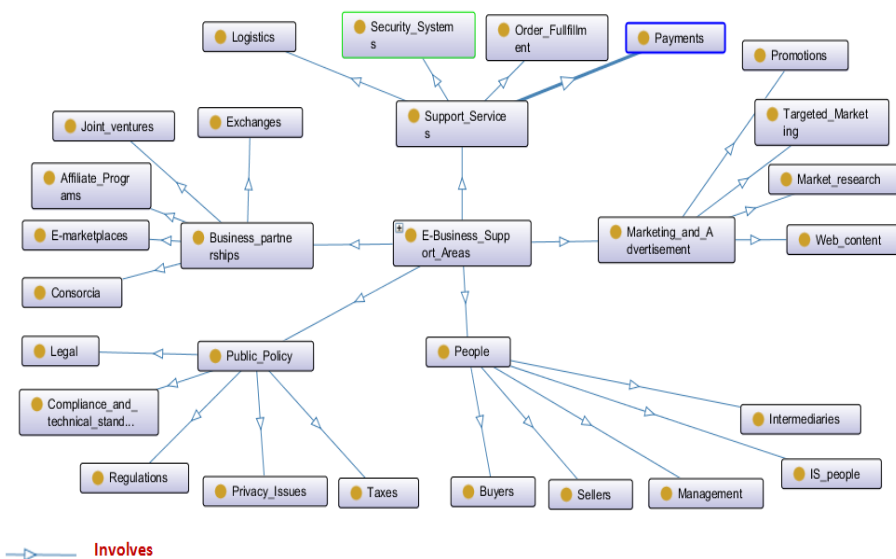 Logistics
Security_System
s
Order_Fullfillm
ent
Payments
Promotions
Support_Service
s
Targeted_Market
ing
Joint_ventures
Exchanges
Affiliate_Progr
ams
Market_research
E-marketplaces
Business_partne
rships
E-Business_Supp
ort_Areas
Marketing_and_A
dvertisement
Web_content
Consorcia
Legal
Public_Policy
People
Compliance_and_
technical_stand...
Intermediaries
Regulations
Privacy_Issues
Taxes
Buyers
Sellers
Management
IS_people
Involves